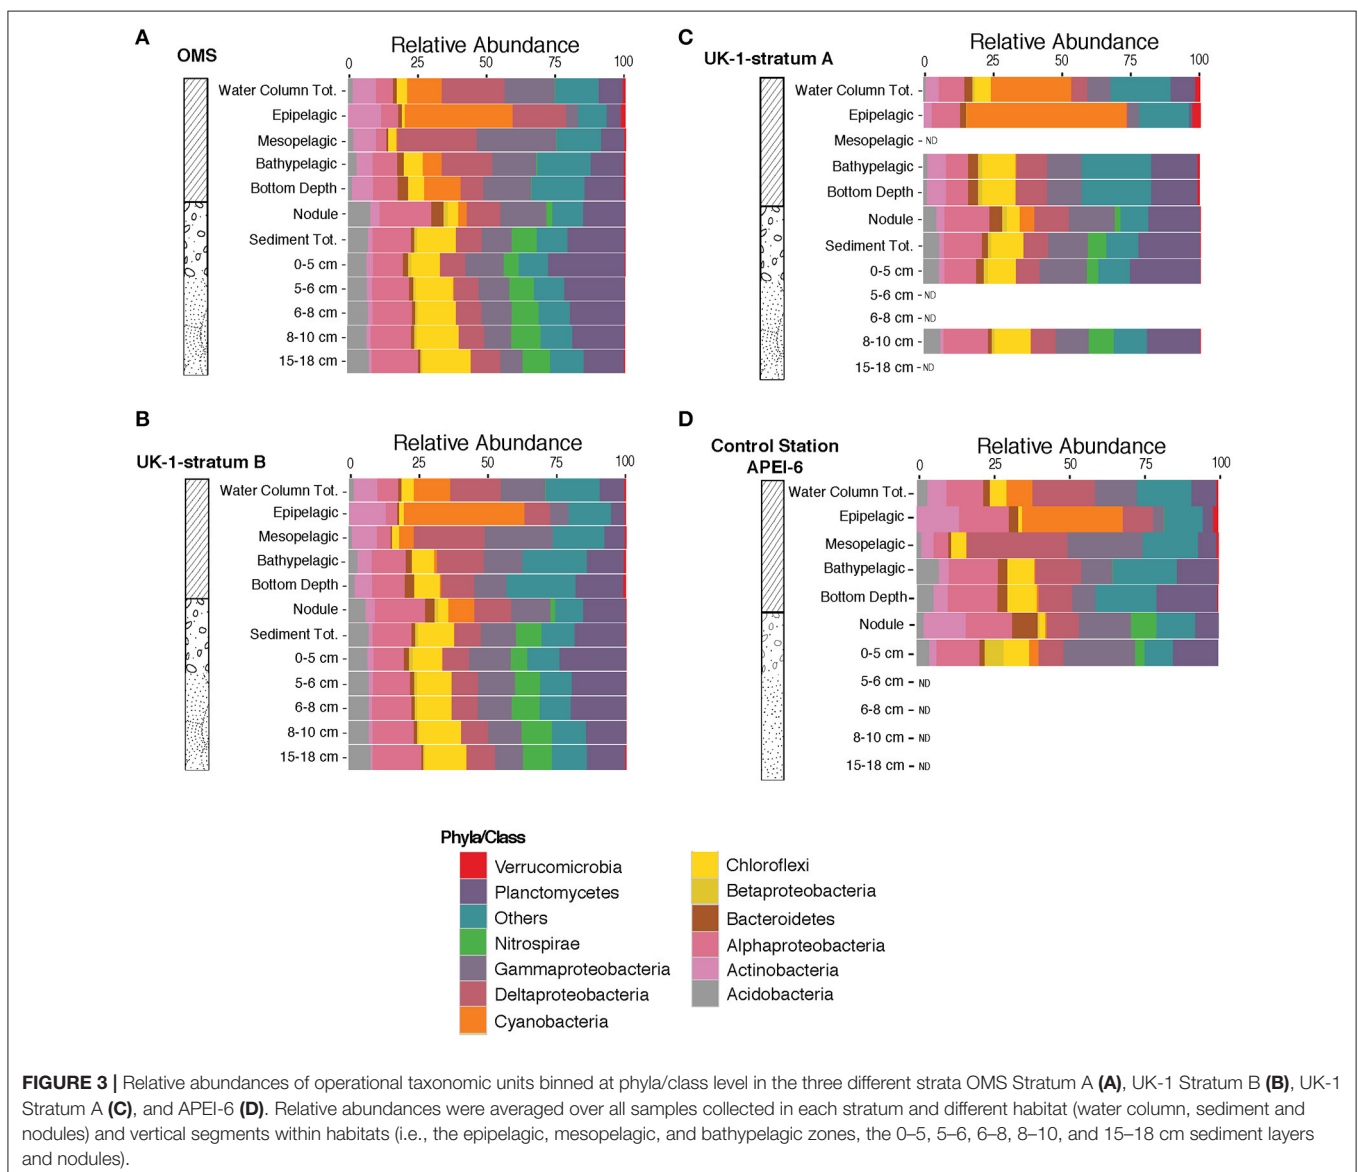 A
OMS
Relative Abundance
0 25 50 75 100
Water Column Tot.
Epipelagic
Mesopelagic
Bathypelagic
Bottom Depth
Nodule
Sediment Tot.
0-5 cm
5-6 cm
6-8 cm
8-10 cm
15-18 cm
B
UK-1-stratum B
Relative Abundance
0 25 50 75 100
Water Column Tot.
Epipelagic
Mesopelagic
Bathypelagic
Bottom Depth
Nodule
Sediment Tot.
0-5 cm
5-6 cm
6-8 cm
8-10 cm
15-18 cm
C
UK-1-stratum A
Relative Abundance
0 25 50 75 100
Water Column Tot.
Epipelagic
Mesopelagic ND
Bathypelagic
Bottom Depth
Nodule
Sediment Tot.
0-5 cm
5-6 cm ND
6-8 cm ND
8-10 cm
15-18 cm ND
D
Control Station
APEI-6
Relative Abundance
0 25 50 75 100
Water Column Tot.
Epipelagic
Mesopelagic
Bathypelagic
Bottom Depth
Nodule
0-5 cm
5-6 cm ND
6-8 cm ND
8-10 cm ND
15-18 cm ND
Phyla/Class
Verrucomicrobia
Planctomycetes
Others
Nitrospirae
Gammaproteobacteria
Deltaproteobacteria
Cyanobacteria
Chloroflexi
Betaproteobacteria
Bacteroidetes
Alphaproteobacteria
Actinobacteria
Acidobacteria
FIGURE 3 | Relative abundances of operational taxonomic units binned at phyla/class level in the three different strata OMS Stratum A (A), UK-1 Stratum B (B), UK-1
Stratum A (C), and APEI-6 (D). Relative abundances were averaged over all samples collected in each stratum and different habitat (water column, sediment and
nodules) and vertical segments within habitats (i.e., the epipelagic, mesopelagic, and bathypelagic zones, the 0–5, 5–6, 6–8, 8–10, and 15–18 cm sediment layers
and nodules).